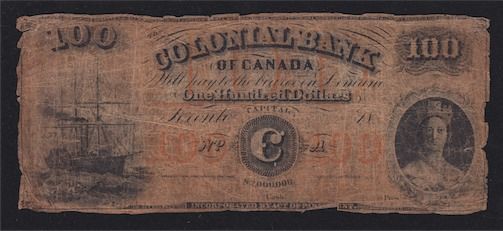 100 COLONIAL BANK 100
OF CANADA
Will pay to the bearer on demand
One Hundred Dollars
CAPITAL
Toronto 18
No C A
$2,000,000
INCORPORATED BY ACT OF PARLIAMENT